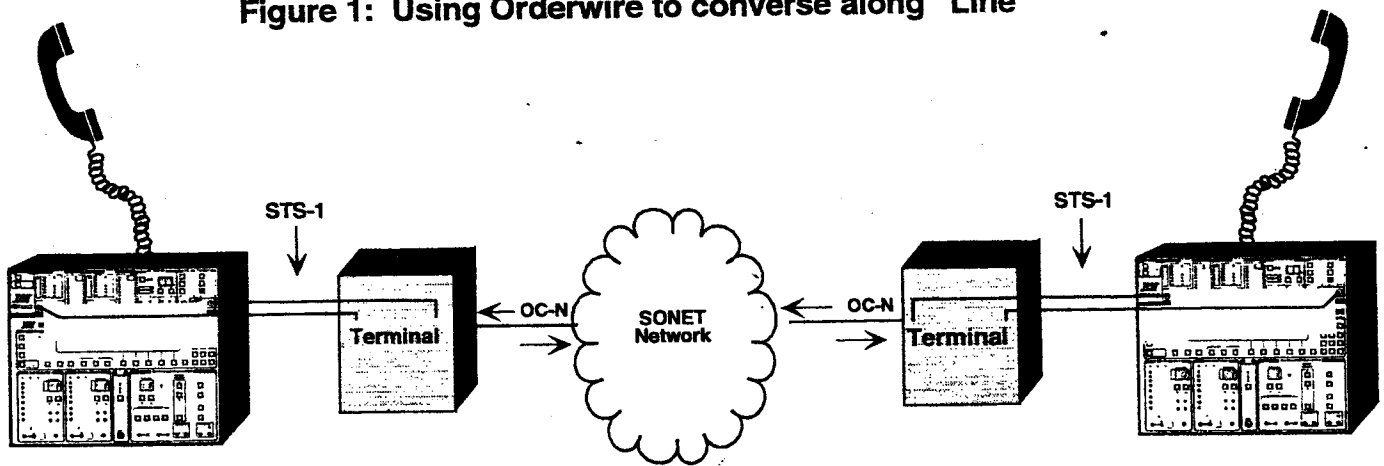 Figure 1: Using Orderwire to converse along "Line"
STS-1
STS-1
Terminal
OC-N
SONET
Network
OC-N
Terminal